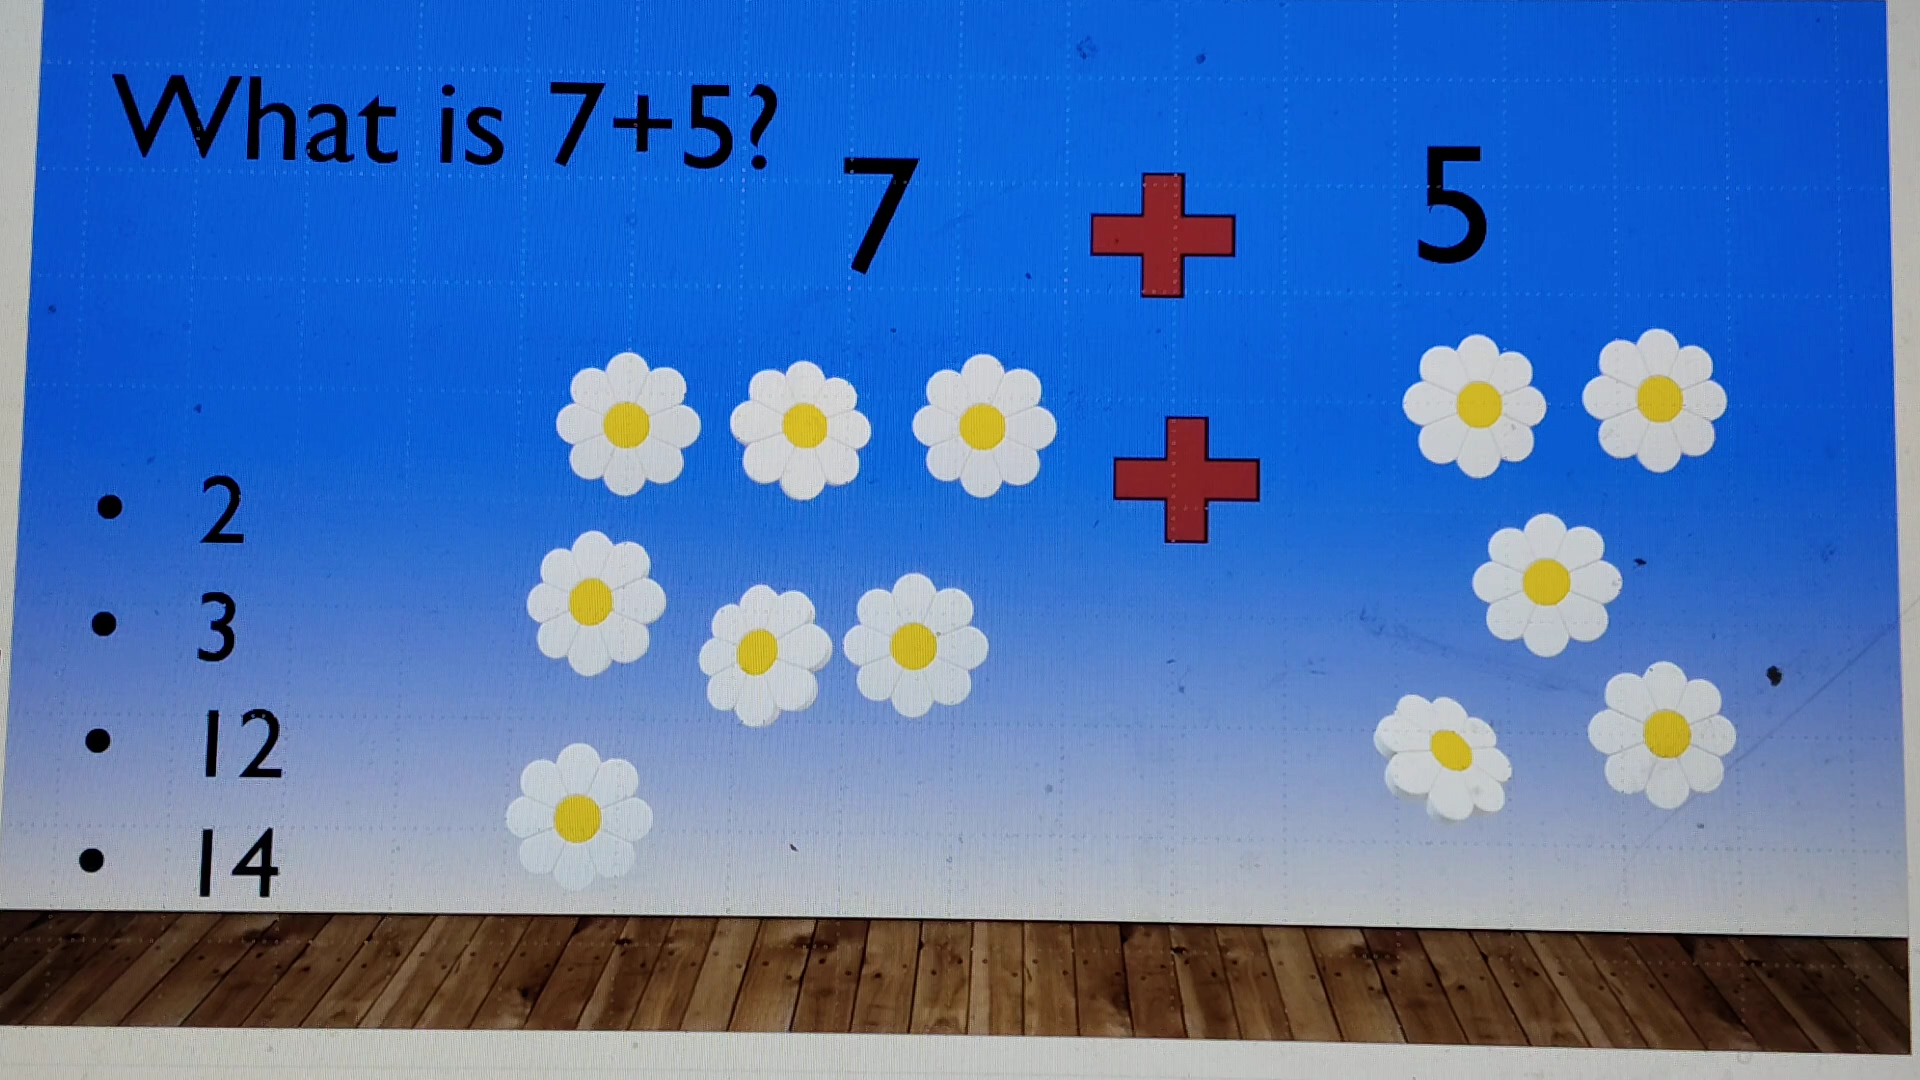 What is 7+5?
7 + 5
+
• 2
• 3
• 12
• 14